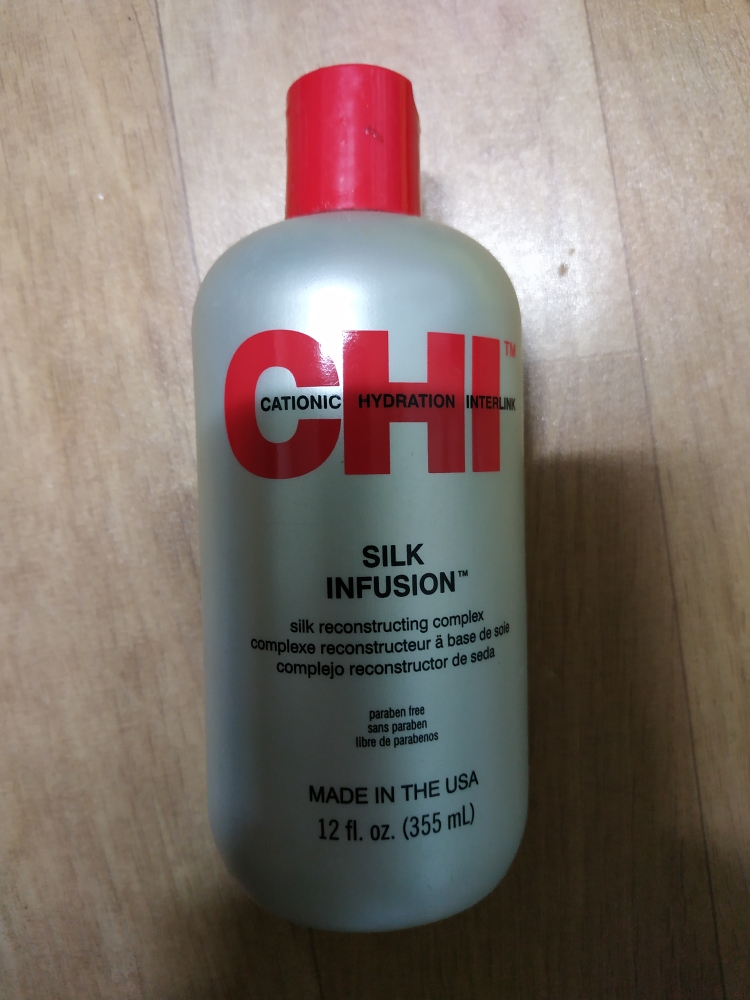 CHI™
CATIONIC HYDRATION INTERLINK
SILK
INFUSION™
silk reconstructing complex
complexe reconstructeur à base de soie
complejo reconstructor de seda
paraben free
sans paraben
libre de parabenos
MADE IN THE USA
12 fl. oz. (355 mL)